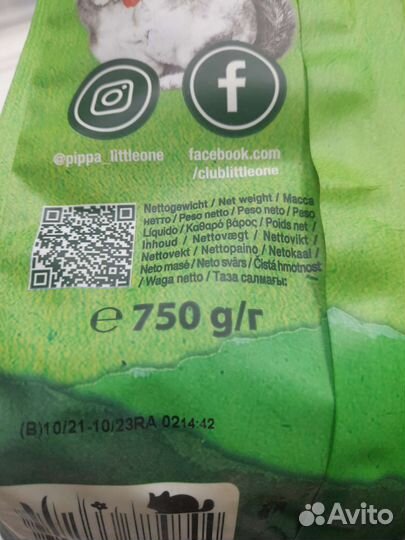 @pippa_littleone
facebook.com
/clublittleone
Nettogewicht / Net weight / Масса
нетто / Peso netto / Peso neto / Peso
Líquido / Καθαρό βάρος / Poids net /
Inhoud / Nettovægt / Nettovikt /
Nettovekt / Nettopaino / Netokaal /
Neto masė / Neto svars / Čistá hmotnost
/ Waga netto / Таза салмағы:
℮ 750 g/г
(B)10/21-10/23RA 0214:42
Avito